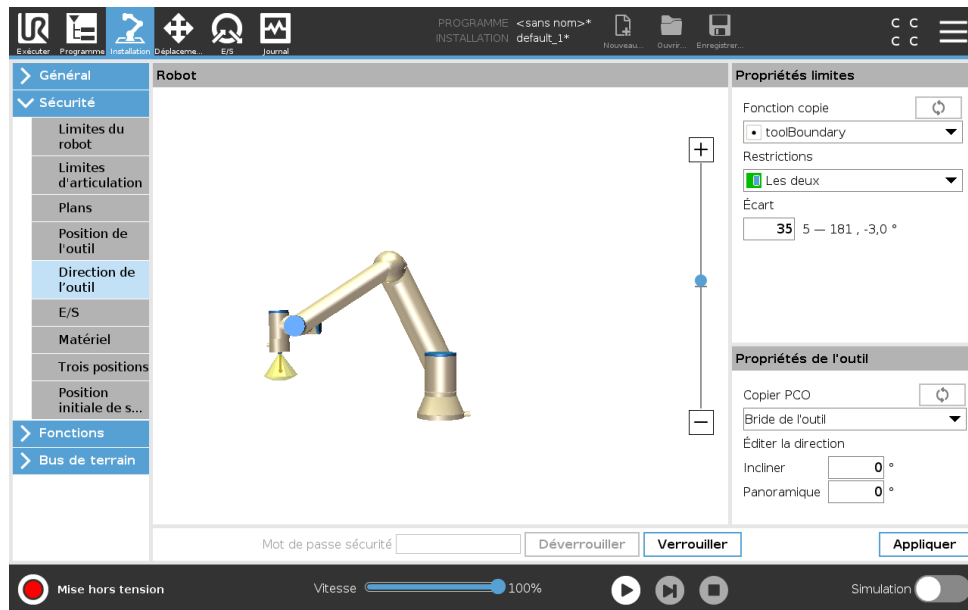 PROGRAMME <sans nom>*
INSTALLATION default_1*
Exécuter
Programme
Installation
Déplaceme...
E/S
Journal
Nouveau...
Ouvrir...
Enregistrer...
C C
C C
Général
Sécurité
Limites du
robot
Limites
d'articulation
Plans
Position de
l'outil
Direction de
l'outil
E/S
Matériel
Trois positions
Position
initiale de s...
Fonctions
Bus de terrain
Robot
+
−
Propriétés limites
Fonction copie
toolBoundary
Restrictions
Les deux
Écart
35 5 — 181 , -3,0 °
Propriétés de l'outil
Copier PCO
Bride de l'outil
Éditer la direction
Incliner 0 °
Panoramique 0 °
Mot de passe sécurité
Déverrouiller
Verrouiller
Appliquer
Mise hors tension
Vitesse 100%
Simulation